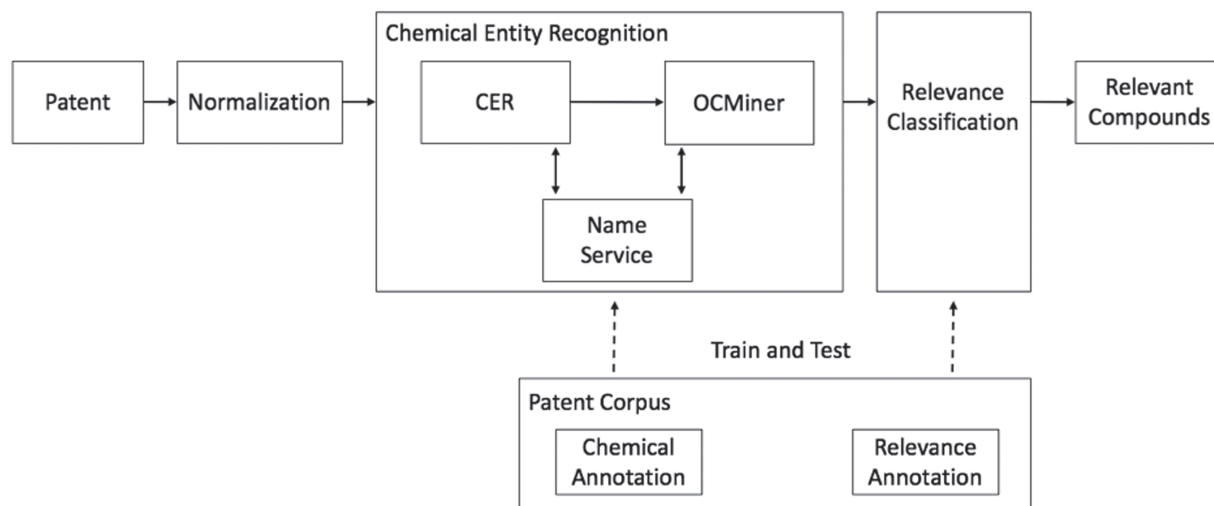 Chemical Entity Recognition
Patent
Normalization
CER
OCMiner
Name
Service
Relevance
Classification
Relevant
Compounds
Train and Test
Patent Corpus
Chemical
Annotation
Relevance
Annotation